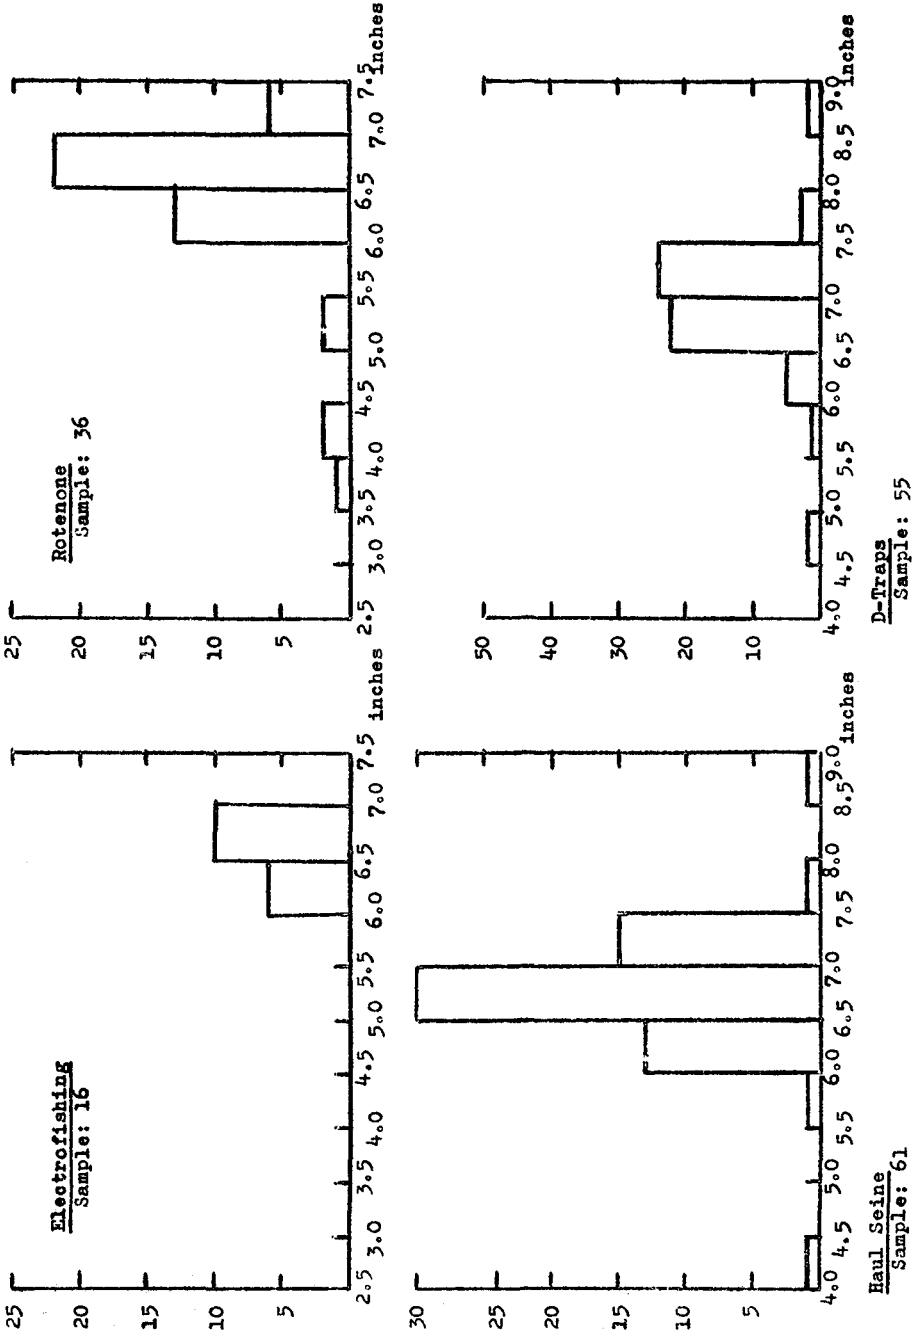 Electrofishing
Sample: 16
25
20
15
10
5
2.5 3.0 3.5 4.0 4.5 5.0 5.5 6.0 6.5 7.0 7.5
inches
Rotenone
Sample: 36
25
20
15
10
5
2.5 3.0 3.5 4.0 4.5 5.0 5.5 6.0 6.5 7.0 7.5
inches
30
25
20
15
10
5
4.0 4.5 5.0 5.5 6.0 6.5 7.0 7.5 8.0 8.5 9.0
inches
Haul Seine
Sample: 61
50
40
30
20
10
4.0 4.5 5.0 5.5 6.0 6.5 7.0 7.5 8.0 8.5 9.0
inches
D-Traps
Sample: 55